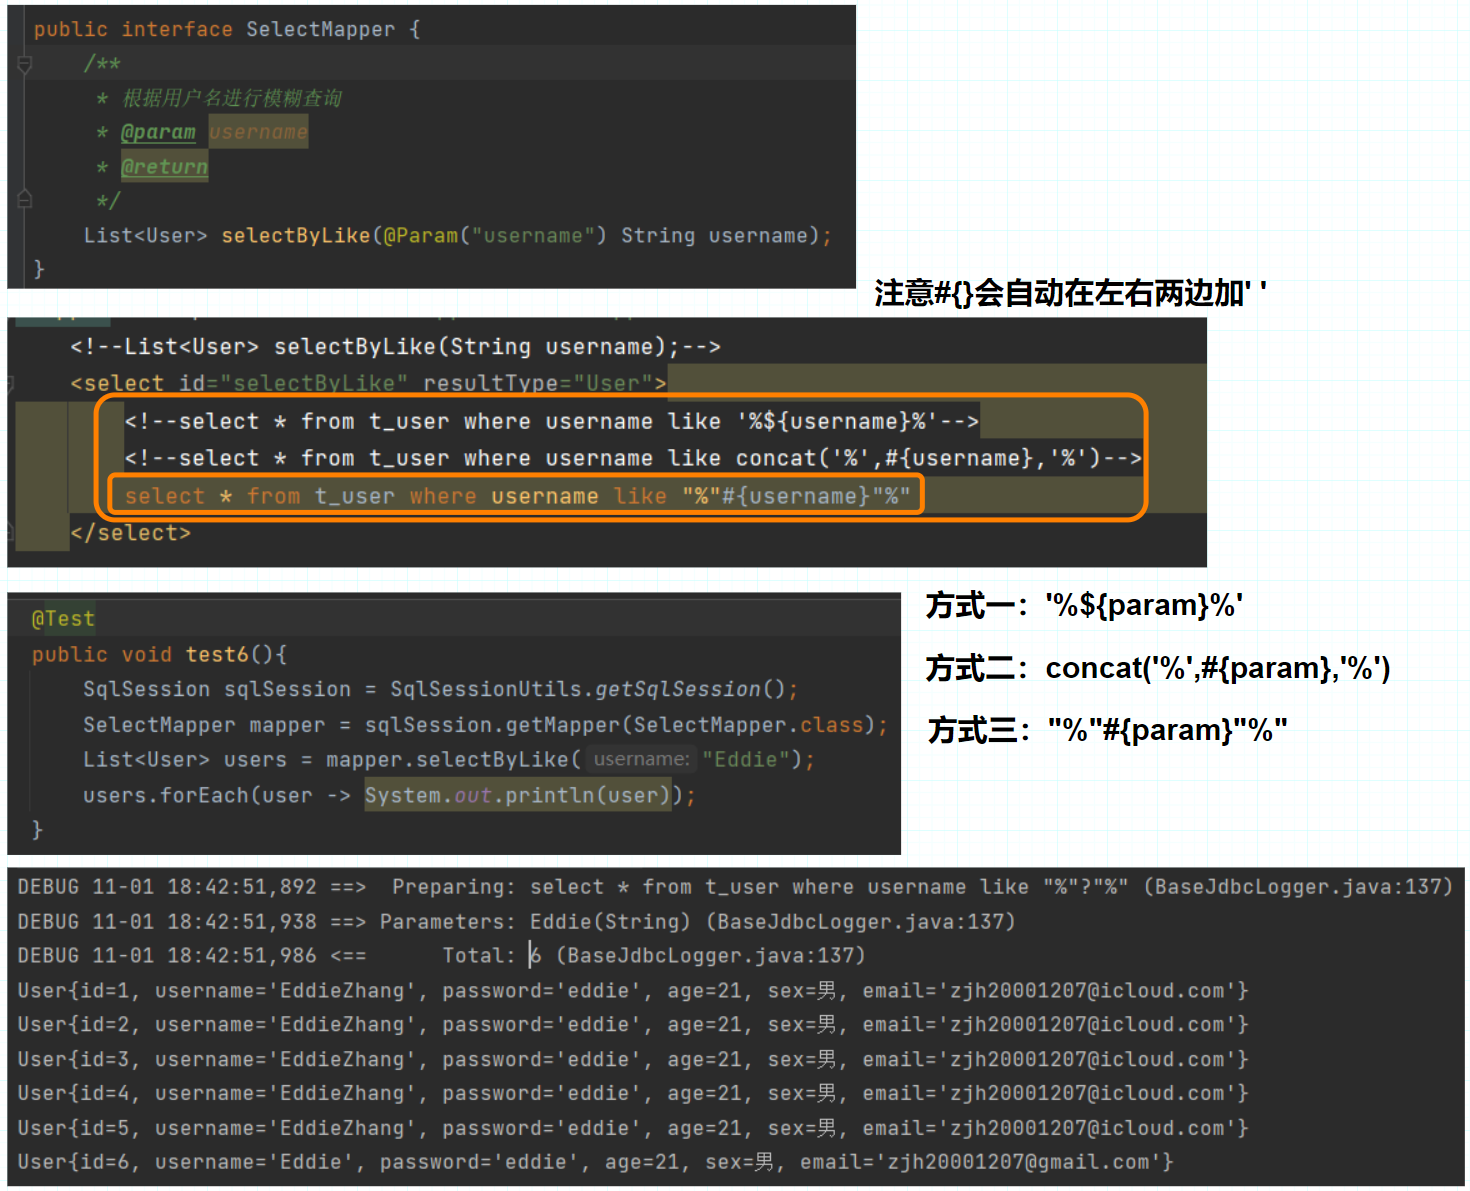 public interface SelectMapper {
/**
* 根据用户名进行模糊查询
* @param username
* @return
*/
List<User> selectByLike(@Param("username") String username);
}
注意#{}会自动在左右两边加' '
<!--List<User> selectByLike(String username);-->
<select id="selectByLike" resultType="User">
<!--select * from t_user where username like '%${username}%'-->
<!--select * from t_user where username like concat('%',#{username},'%')-->
select * from t_user where username like "%"#{username}"%"
</select>
@Test
public void test6(){
SqlSession sqlSession = SqlSessionUtils.getSqlSession();
SelectMapper mapper = sqlSession.getMapper(SelectMapper.class);
List<User> users = mapper.selectByLike( username: "Eddie");
users.forEach(user -> System.out.println(user));
}
方式一：'%${param}%'
方式二：concat('%',#{param},'%')
方式三："%"#{param}"%"
DEBUG 11-01 18:42:51,892 ==>  Preparing: select * from t_user where username like "%"?"%" (BaseJdbcLogger.java:137)
DEBUG 11-01 18:42:51,938 ==> Parameters: Eddie(String) (BaseJdbcLogger.java:137)
DEBUG 11-01 18:42:51,986 <==      Total: 6 (BaseJdbcLogger.java:137)
User{id=1, username='EddieZhang', password='eddie', age=21, sex=男, email='zjh20001207@icloud.com'}
User{id=2, username='EddieZhang', password='eddie', age=21, sex=男, email='zjh20001207@icloud.com'}
User{id=3, username='EddieZhang', password='eddie', age=21, sex=男, email='zjh20001207@icloud.com'}
User{id=4, username='EddieZhang', password='eddie', age=21, sex=男, email='zjh20001207@icloud.com'}
User{id=5, username='EddieZhang', password='eddie', age=21, sex=男, email='zjh20001207@icloud.com'}
User{id=6, username='Eddie', password='eddie', age=21, sex=男, email='zjh20001207@gmail.com'}